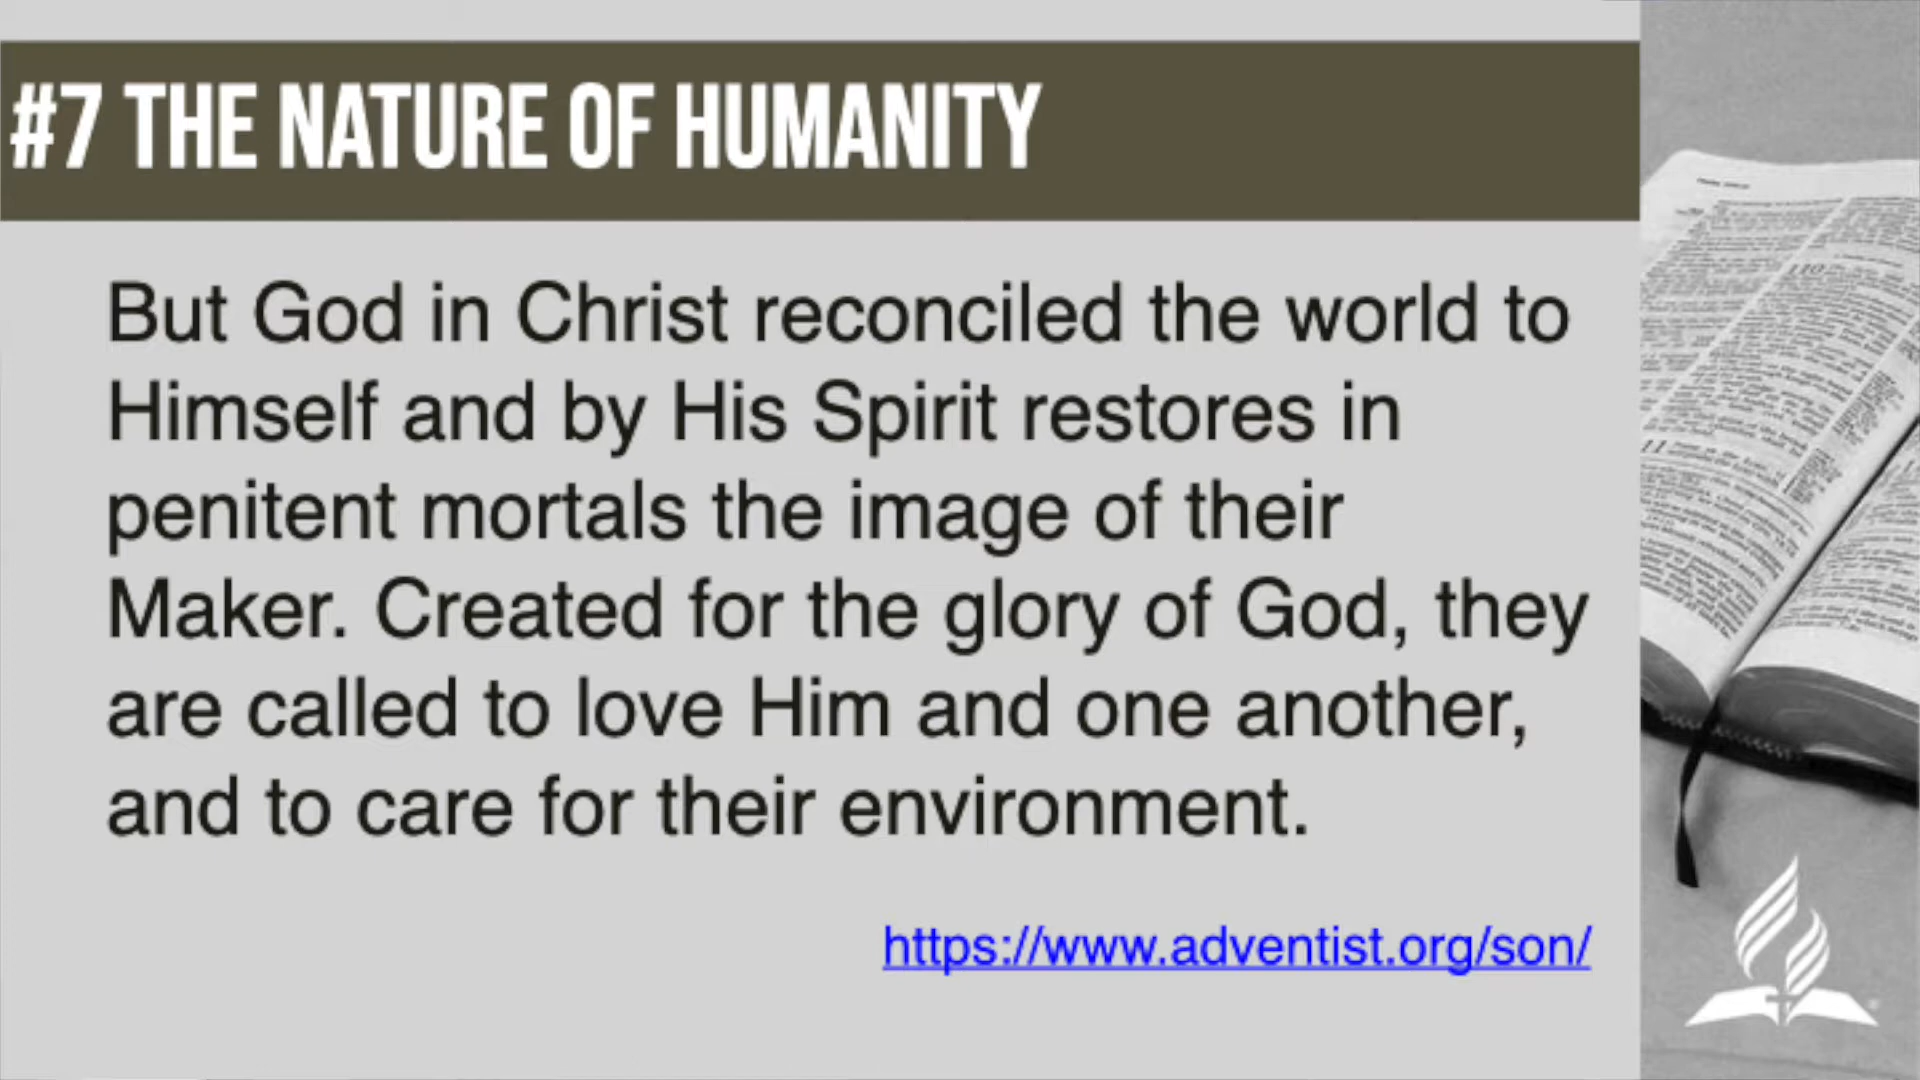 #7 THE NATURE OF HUMANITY
But God in Christ reconciled the world to
Himself and by His Spirit restores in
penitent mortals the image of their
Maker. Created for the glory of God, they
are called to love Him and one another,
and to care for their environment.
https://www.adventist.org/son/